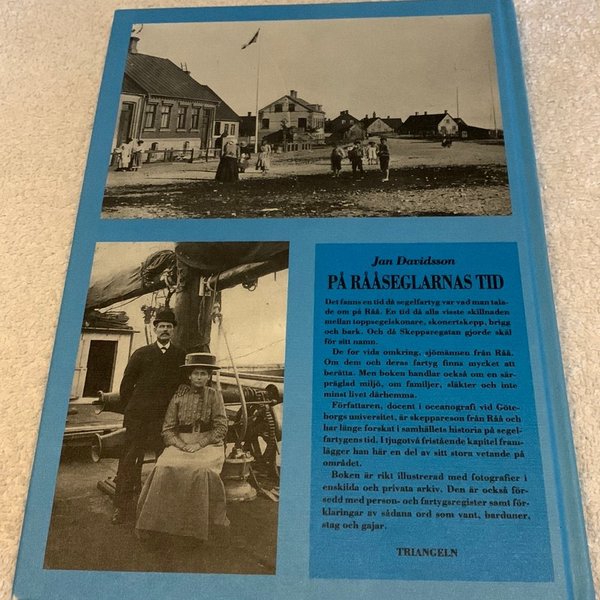 Jan Davidsson
PÅ RÅÅSEGLARNAS TID
Det fanns en tid då segelfartyg var vad man tala-
de om på Råå. En tid då alla visste skillnaden
mellan toppsegelskonare, skonertskepp, brigg
och bark. Och då Skepparegatan gjorde skäl
för sitt namn.
De for vida omkring, sjömännen från Råå.
Om dem och deras fartyg finns mycket att
berätta. Men boken handlar också om en sär-
präglad miljö, om familjer, släkter och inte
minst livet därhemma.
Författaren, docent i oceanografi vid Göte-
borgs universitet, är skeppareson från Råå och
har länge forskat i samhällets historia på segel-
fartygens tid. I tjugotvå fristående kapitel fram-
lägger han här en del av sitt stora vetande på
området.
Boken är rikt illustrerad med fotografier i
enskilda och privata arkiv. Den är också för-
sedd med person- och fartygsregister samt för-
klaringar av sådana ord som vant, barduner,
stag och gajar.
TRIANGELN